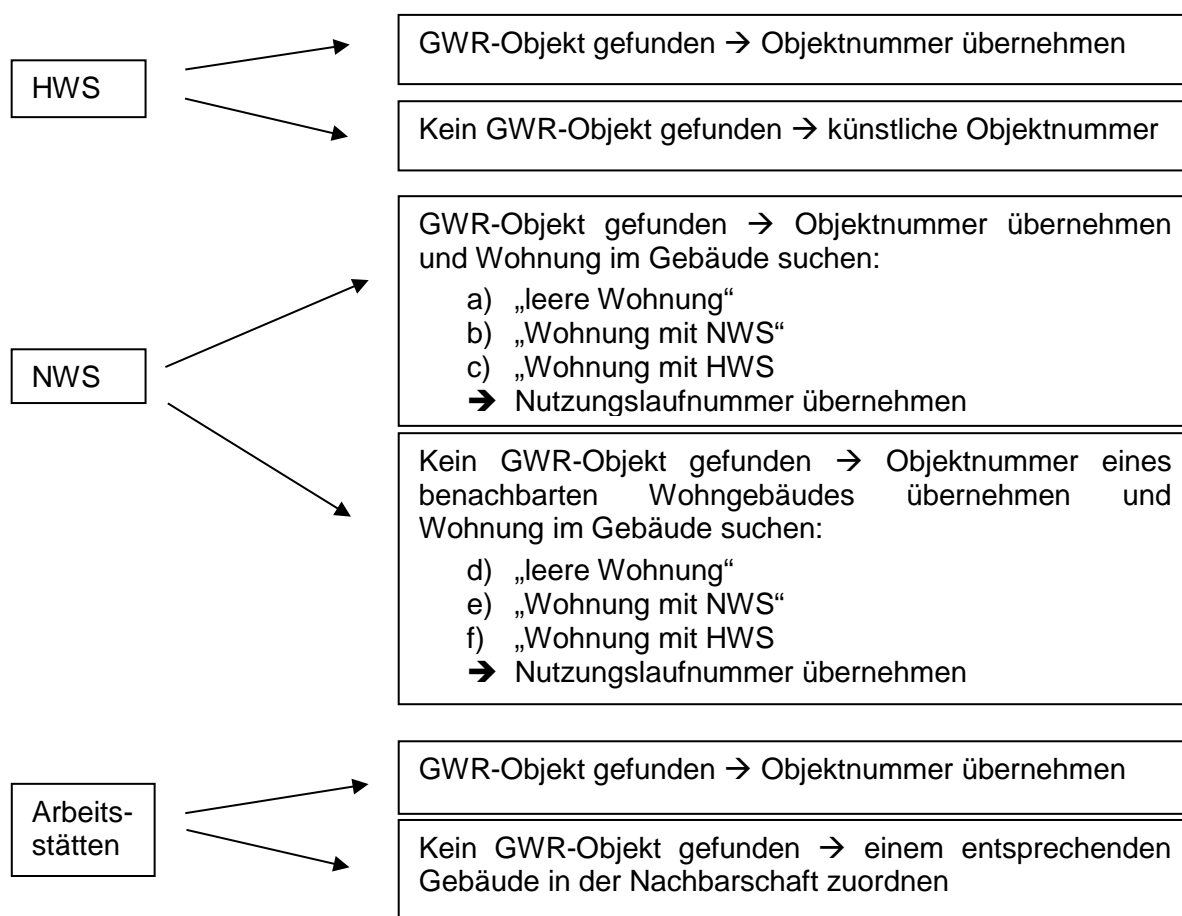 HWS
GWR-Objekt gefunden → Objektnummer übernehmen
Kein GWR-Objekt gefunden → künstliche Objektnummer
NWS
GWR-Objekt gefunden → Objektnummer übernehmen
und Wohnung im Gebäude suchen:
a) „leere Wohnung“
b) „Wohnung mit NWS“
c) „Wohnung mit HWS
➔ Nutzungslaufnummer übernehmen
Kein GWR-Objekt gefunden → Objektnummer eines
benachbarten Wohngebäudes übernehmen und
Wohnung im Gebäude suchen:
d) „leere Wohnung“
e) „Wohnung mit NWS“
f) „Wohnung mit HWS
➔ Nutzungslaufnummer übernehmen
Arbeits-
stätten
GWR-Objekt gefunden → Objektnummer übernehmen
Kein GWR-Objekt gefunden → einem entsprechenden
Gebäude in der Nachbarschaft zuordnen